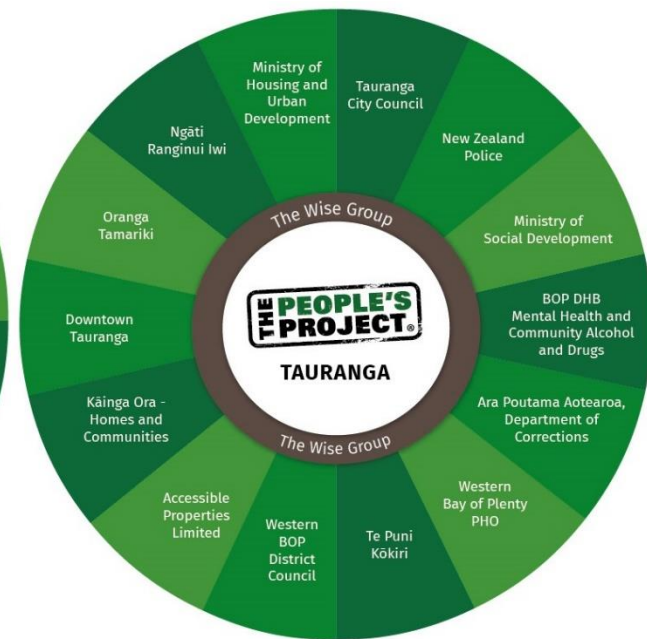 Ministry of
Housing and
Urban
Development
Tauranga
City Council
New Zealand
Police
Ministry of
Social Development
BOP DHB
Mental Health and
Community Alcohol
and Drugs
Ara Poutama Aotearoa,
Department of
Corrections
Western
Bay of Plenty
PHO
Te Puni
Kōkiri
Western
BOP
District
Council
Accessible
Properties
Limited
Kāinga Ora -
Homes and
Communities
Downtown
Tauranga
Oranga
Tamariki
Ngāti
Ranginui Iwi
The Wise Group
THE PEOPLE'S
PROJECT®
TAURANGA
The Wise Group